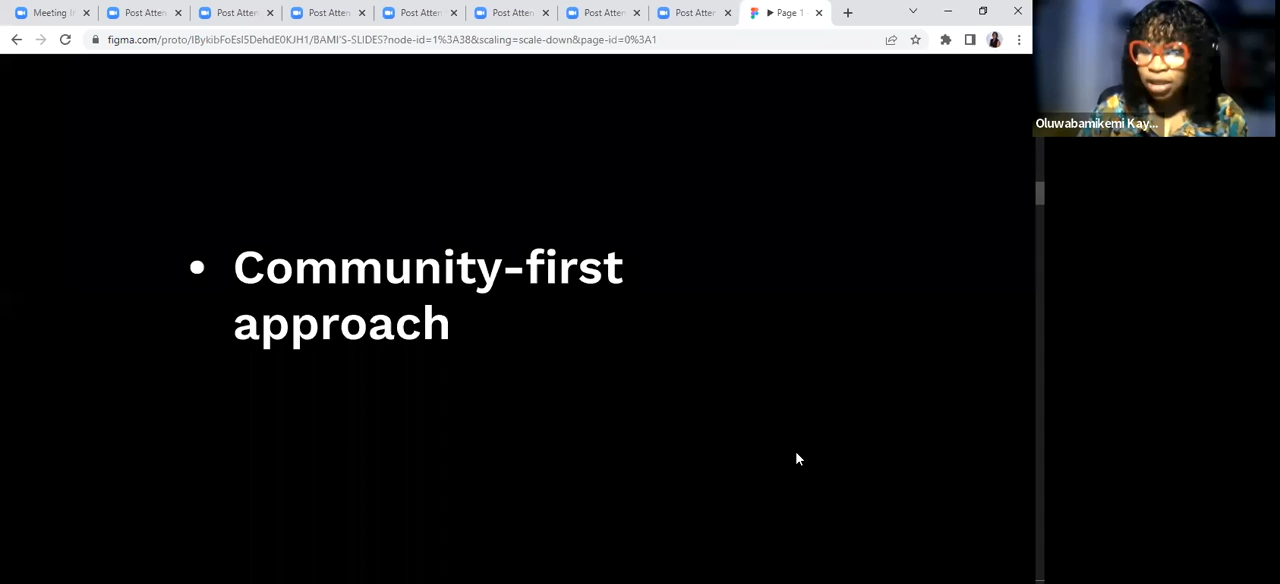 Meeting I
Post Atten
Post Atten
Post Atten
Post Atten
Post Atten
Post Atten
Post Atten
Page 1
figma.com/proto/IBykibFoEsI5DehdE0KJH1/BAMI'S-SLIDES?node-id=1%3A38&scaling=scale-down&page-id=0%3A1
Oluwabamikemi Kay...
• Community-first
approach